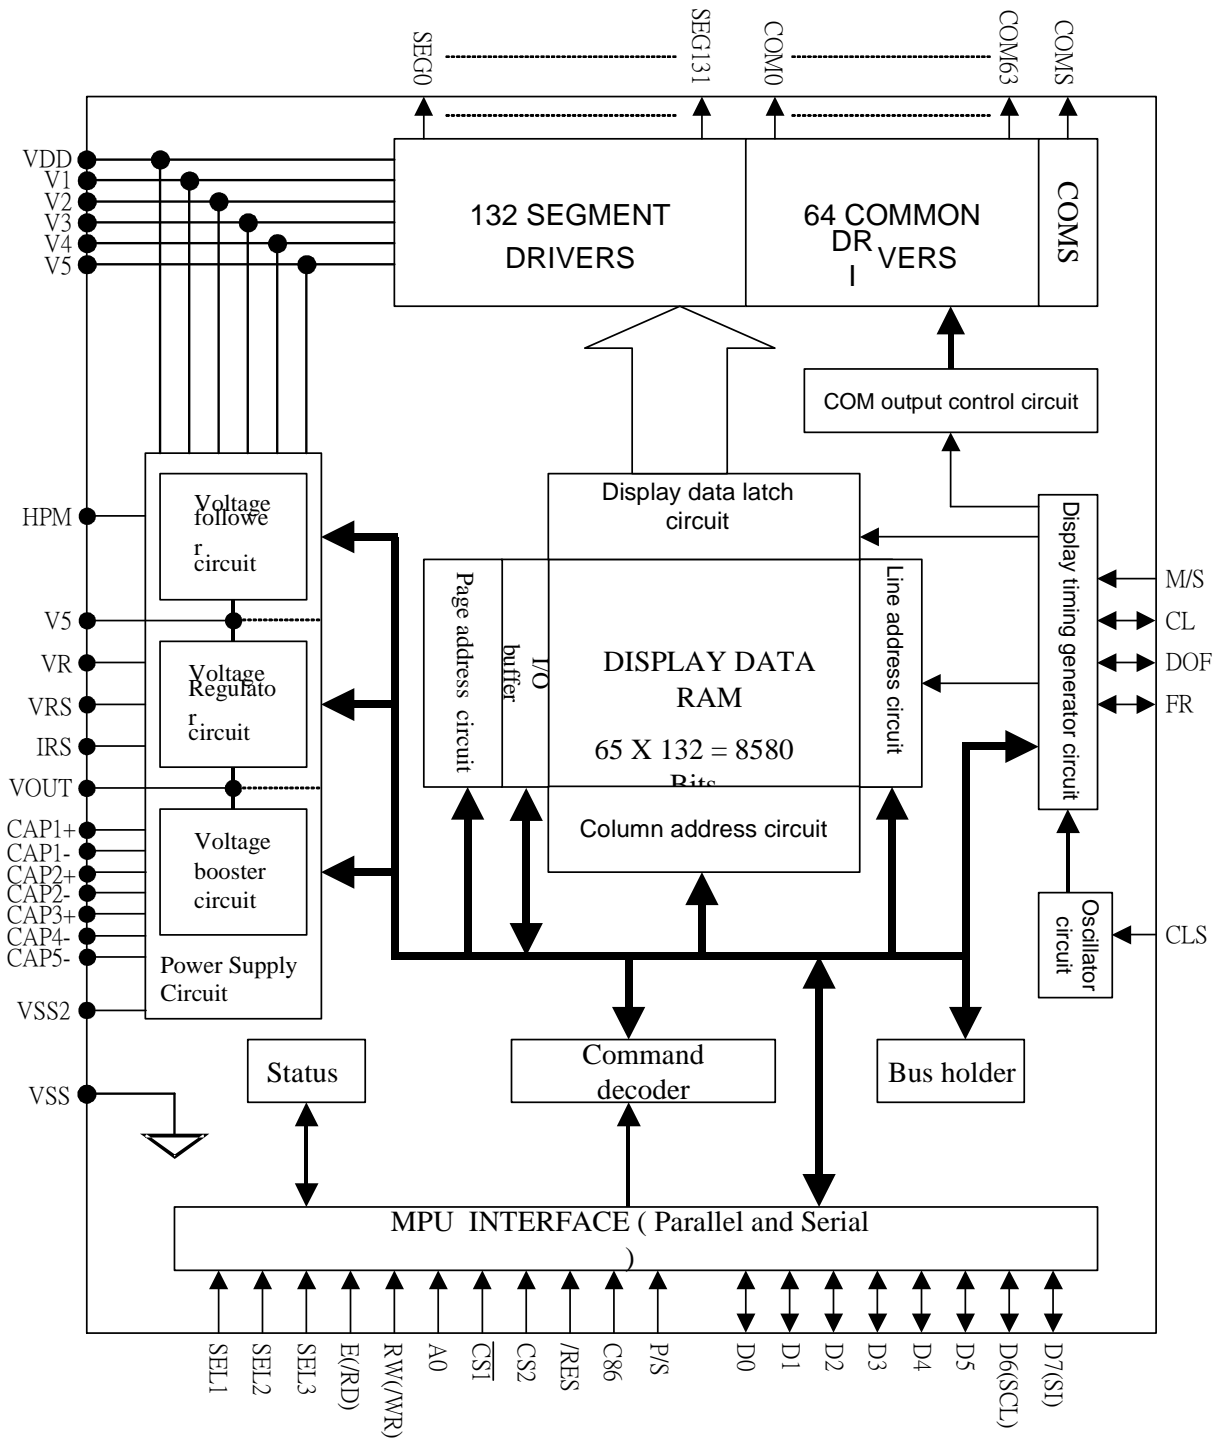 SEG0
SEG131
COM0
COM63
COMS
VDD
V1
V2
V3
V4
V5
132 SEGMENT
DRIVERS
64 COMMON
DR
I
VERS
COMS
COM output control circuit
Display data latch
circuit
HPM
Voltage
followe
r
circuit
V5
VR
VRS
IRS
VOUT
Voltage
Regulato
r
circuit
CAP1+
CAP1-
CAP2+
CAP2-
CAP3+
CAP4-
CAP5-
Voltage
booster
circuit
Power Supply
Circuit
VSS2
VSS
Page address circuit
I/O
buffer
DISPLAY DATA
RAM
65 X 132 = 8580
Bits
Line address circuit
Column address circuit
Display timing generator circuit
M/S
CL
DOF
FR
Oscillator
circuit
CLS
Status
Command
decoder
Bus holder
MPU INTERFACE ( Parallel and Serial
)
SEL1
SEL2
SEL3
E(/RD)
RW(/WR)
A0
CS1
CS2
/RES
C86
P/S
D0
D1
D2
D3
D4
D5
D6(SCL)
D7(SI)